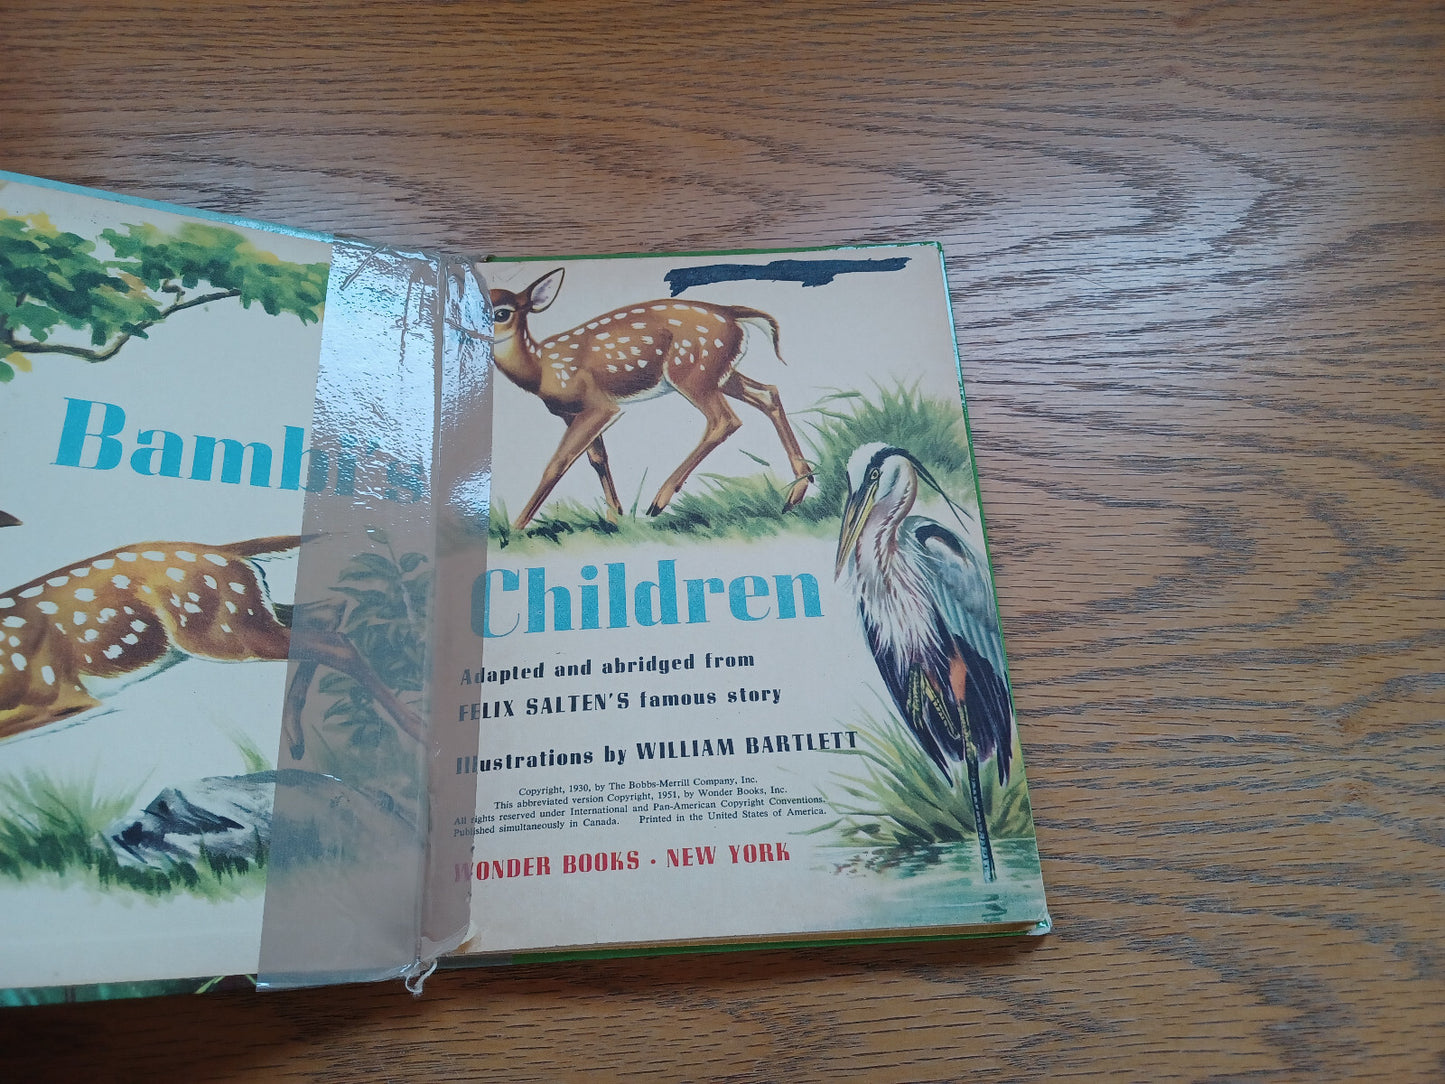 Bambi's
Children
Adapted and abridged from
FELIX SALTEN'S famous story
Illustrations by WILLIAM BARTLETT
Copyright, 1930, by The Bobbs-Merrill Company, Inc.
This abbreviated version Copyright, 1951, by Wonder Books, Inc.
All rights reserved under International and Pan-American Copyright Conventions.
Published simultaneously in Canada. Printed in the United States of America.
WONDER BOOKS • NEW YORK